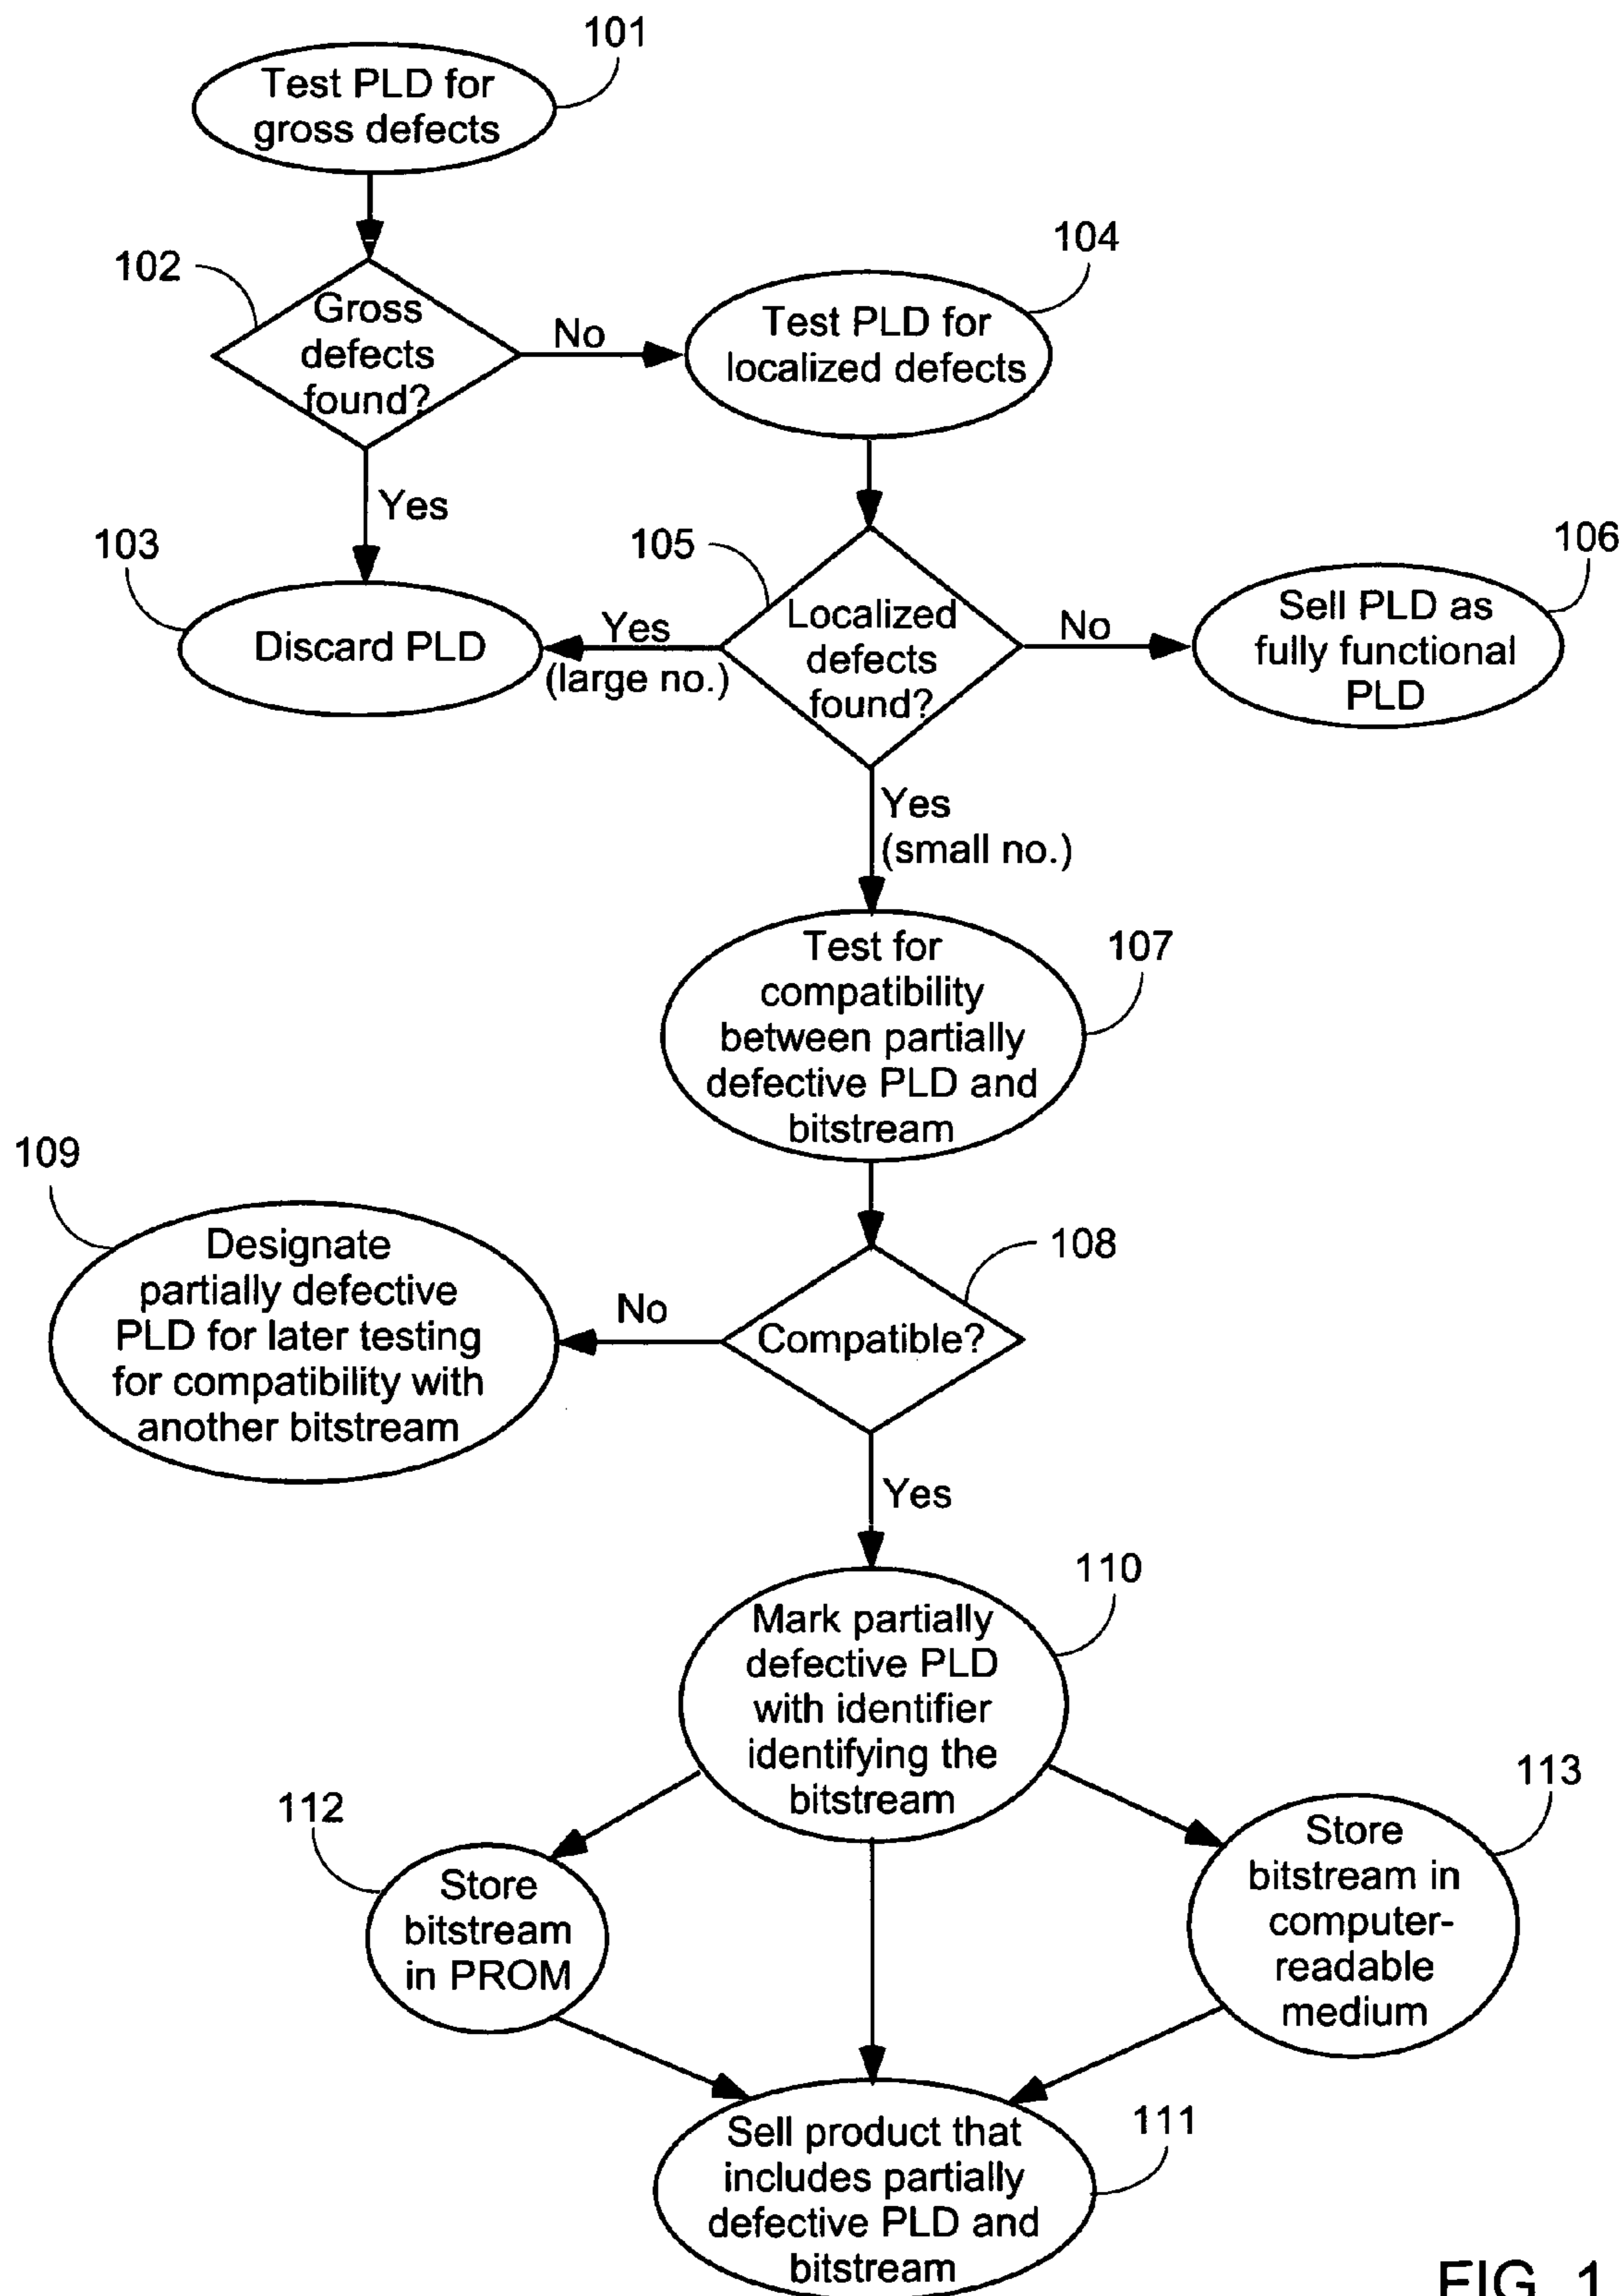 101
Test PLD for
gross defects
102
Gross
defects
found?
No
104
Test PLD for
localized defects
Yes
103
Discard PLD
105
Localized
defects
found?
Yes
(large no.)
No
106
Sell PLD as
fully functional
PLD
Yes
(small no.)
107
Test for
compatibility
between partially
defective PLD and
bitstream
108
Compatible?
No
109
Designate
partially defective
PLD for later testing
for compatibility with
another bitstream
Yes
110
Mark partially
defective PLD
with identifier
identifying the
bitstream
112
Store
bitstream
in PROM
113
Store
bitstream in
computer-
readable
medium
111
Sell product that
includes partially
defective PLD and
bitstream
FIG. 1